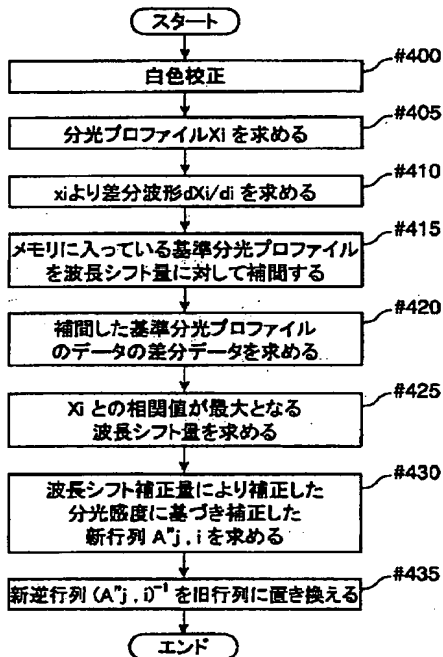 スタート
#400
白色校正
#405
分光プロファイルXi を求める
#410
xiより差分波形dXi/di を求める
#415
メモリに入っている基準分光プロファイル
を波長シフト量に対して補間する
#420
補間した基準分光プロファイル
のデータの差分データを求める
#425
Xi との相関値が最大となる
波長シフト量を求める
#430
波長シフト補正量により補正した
分光感度に基づき補正した
新行列 A"j , i を求める
#435
新逆行列 (A"j , i)⁻¹ を旧行列に置き換える
エンド